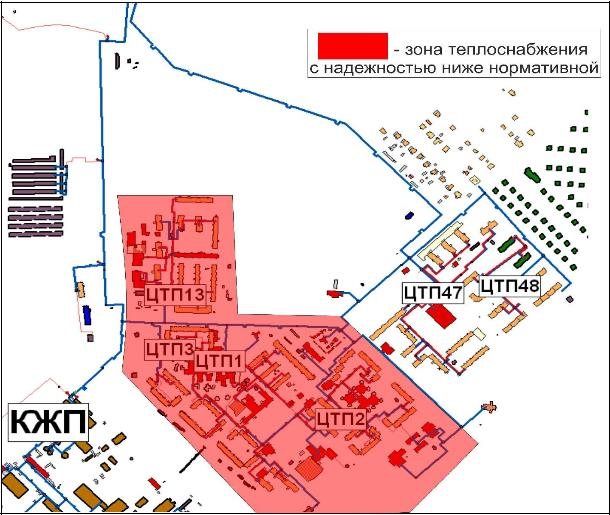 - зона теплоснабжения
с надежностью ниже нормативной
ЦТП13
ЦТП47
ЦТП48
ЦТП3
ЦТП1
ЦТП2
КЖП